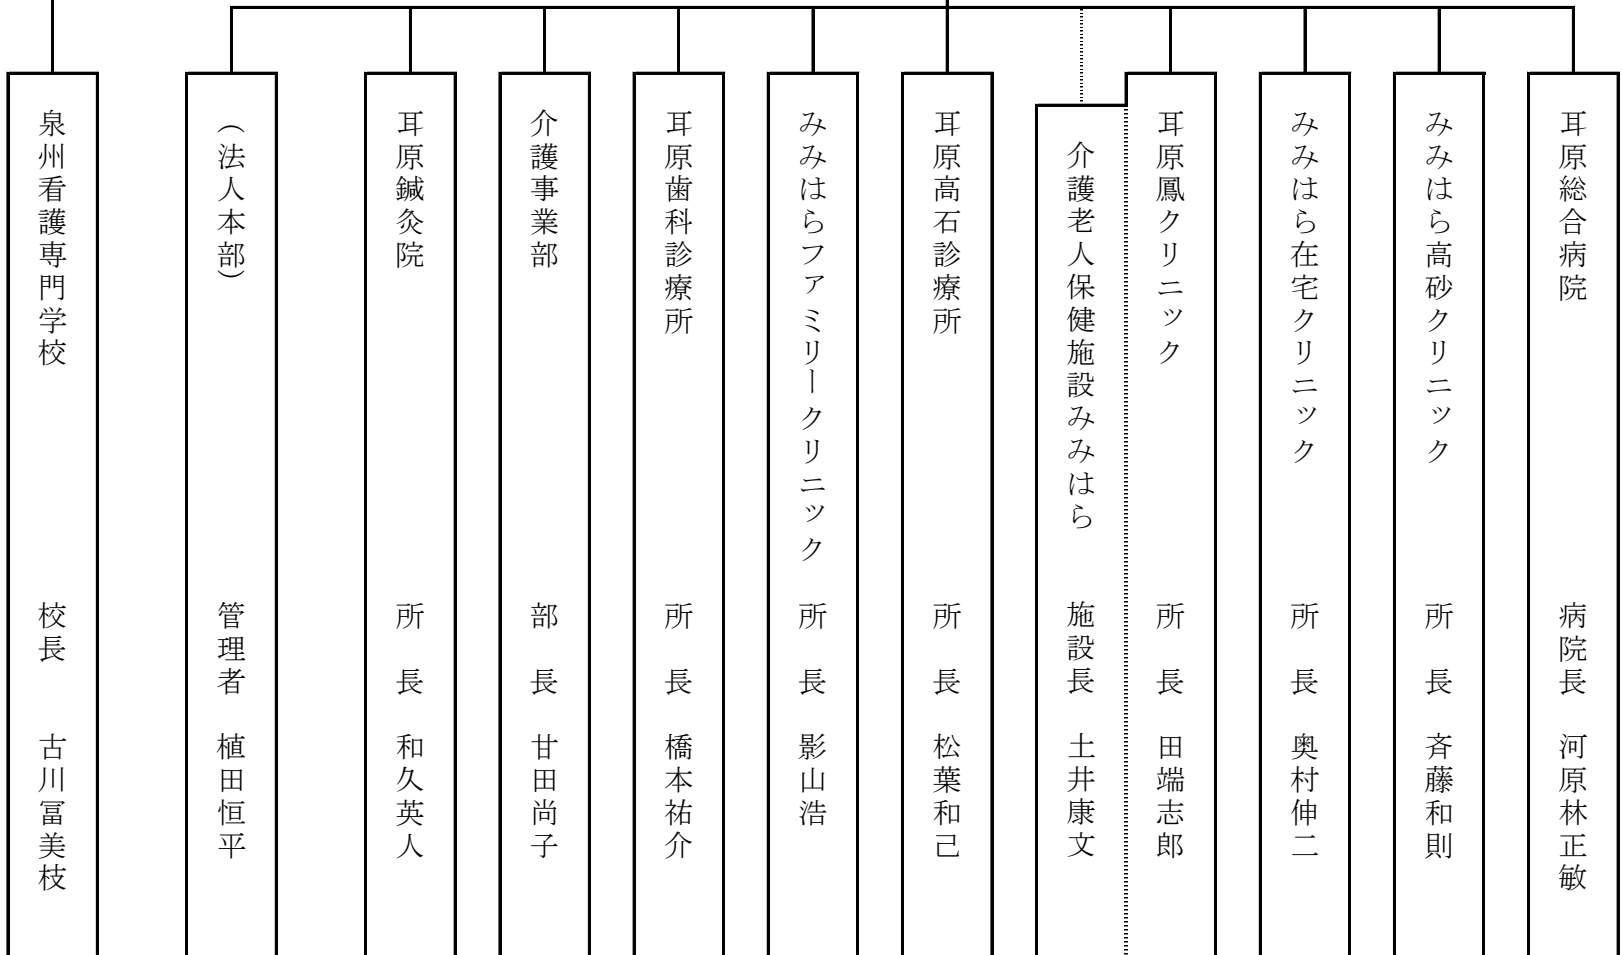 耳原総合病院 病院長 河原林正敏
みみはら高砂クリニック 所長 斉藤和則
みみはら在宅クリニック 所長 奥村伸二
耳原鳳クリニック 所長 田端志郎
介護老人保健施設みみはら 施設長 土井康文
耳原高石診療所 所長 松葉和己
みみはらファミリークリニック 所長 影山浩
耳原歯科診療所 所長 橋本祐介
介護事業部 部長 甘田尚子
耳原鍼灸院 所長 和久英人
（法人本部） 管理者 植田恒平
泉州看護専門学校 校長 古川冨美枝